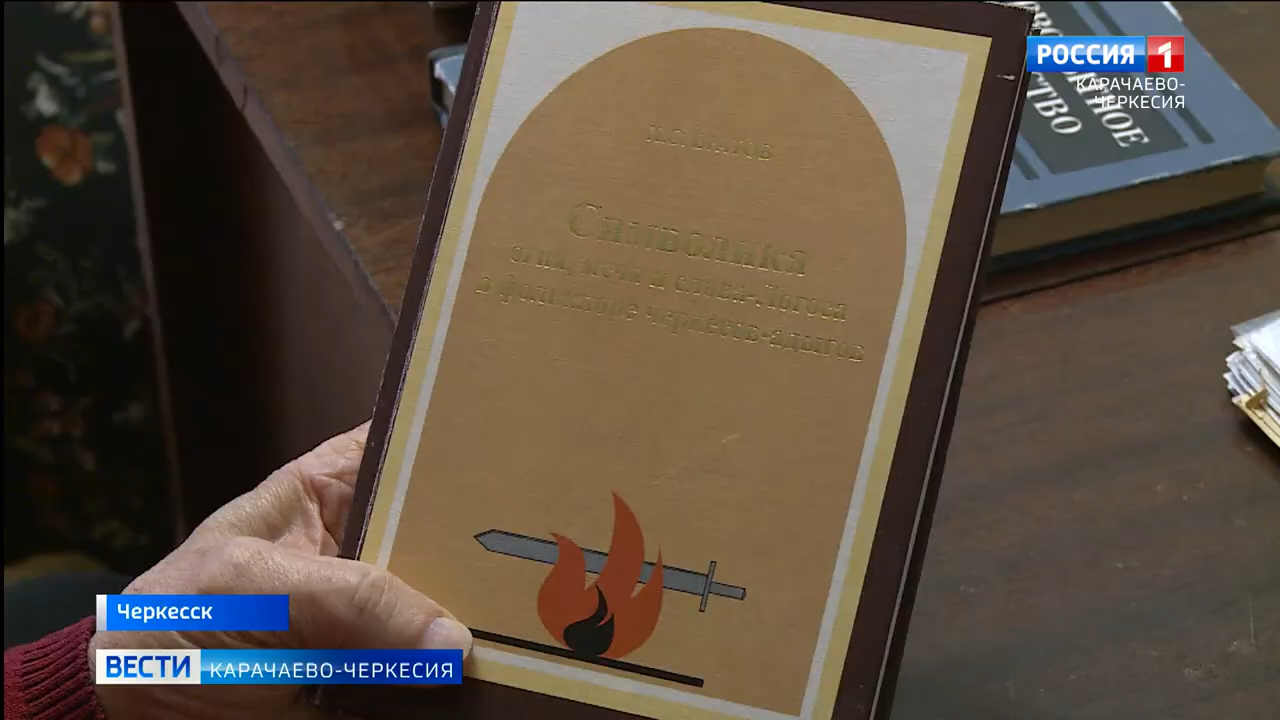 РОССИЯ 1
КАРАЧАЕВО-
ЧЕРКЕСИЯ
Символика
огня, меча и слова-Логоса
в фольклоре черкесов-адыгов
Черкесск
ВЕСТИ КАРАЧАЕВО-ЧЕРКЕСИЯ